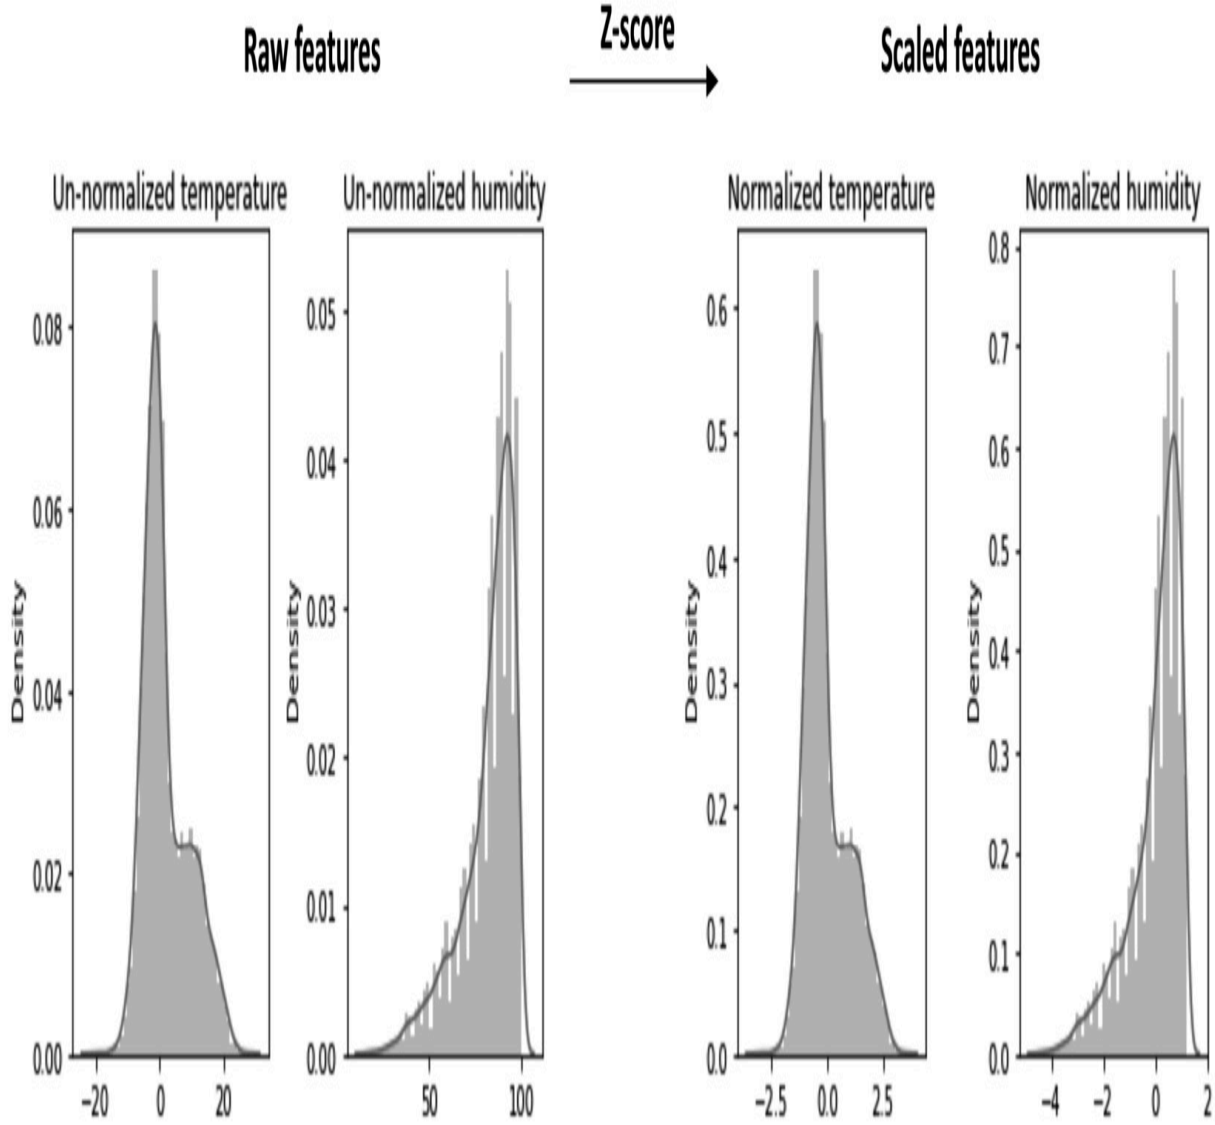 Raw features
Z-score
Scaled features
Un-normalized temperature
Un-normalized humidity
Normalized temperature
Normalized humidity
Density
0.08
0.06
0.04
0.02
0.00
−20 0 20
Density
0.05
0.04
0.03
0.02
0.01
0.00
50 100
Density
0.6
0.5
0.4
0.3
0.2
0.1
0.0
−2.5 0.0 2.5
Density
0.8
0.7
0.6
0.5
0.4
0.3
0.2
0.1
0.0
−4 −2 0 2